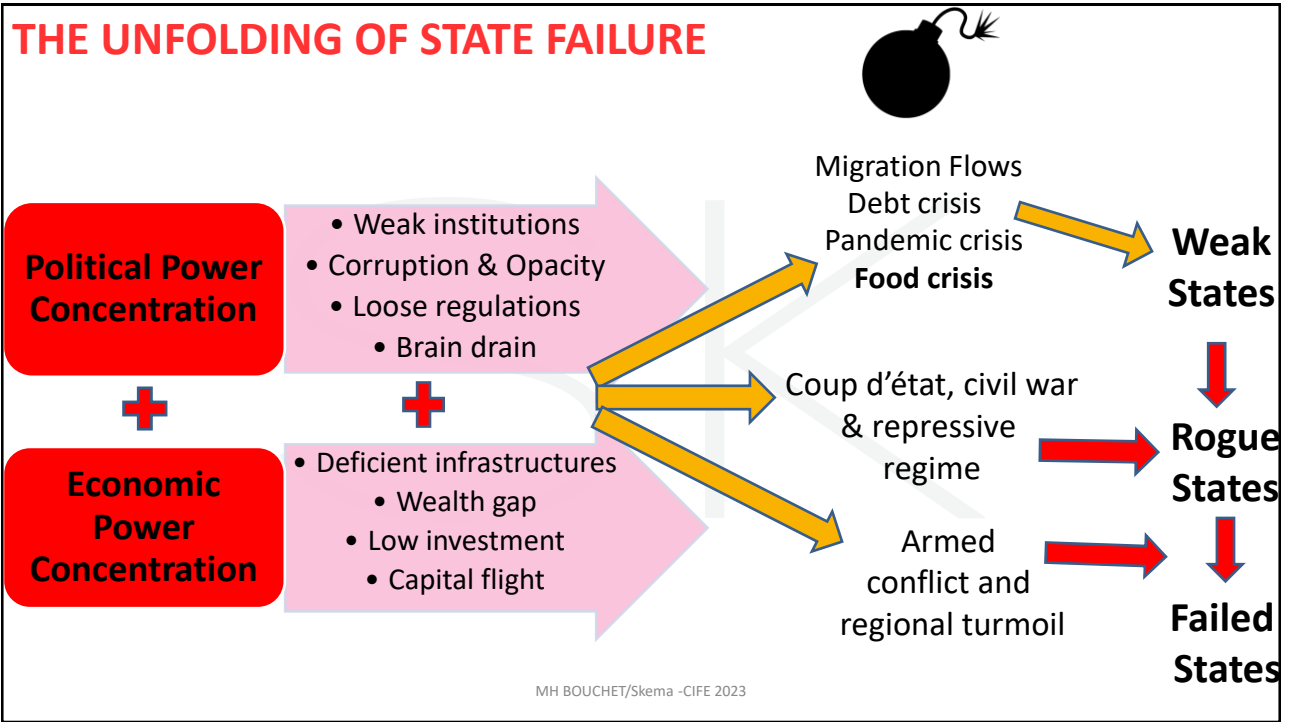 THE UNFOLDING OF STATE FAILURE
Political Power
Concentration
• Weak institutions
• Corruption & Opacity
• Loose regulations
• Brain drain
Economic
Power
Concentration
• Deficient infrastructures
• Wealth gap
• Low investment
• Capital flight
Migration Flows
Debt crisis
Pandemic crisis
Food crisis
Coup d’état, civil war
& repressive
regime
Armed
conflict and
regional turmoil
Weak
States
Rogue
States
Failed
States
MH BOUCHET/Skema -CIFE 2023